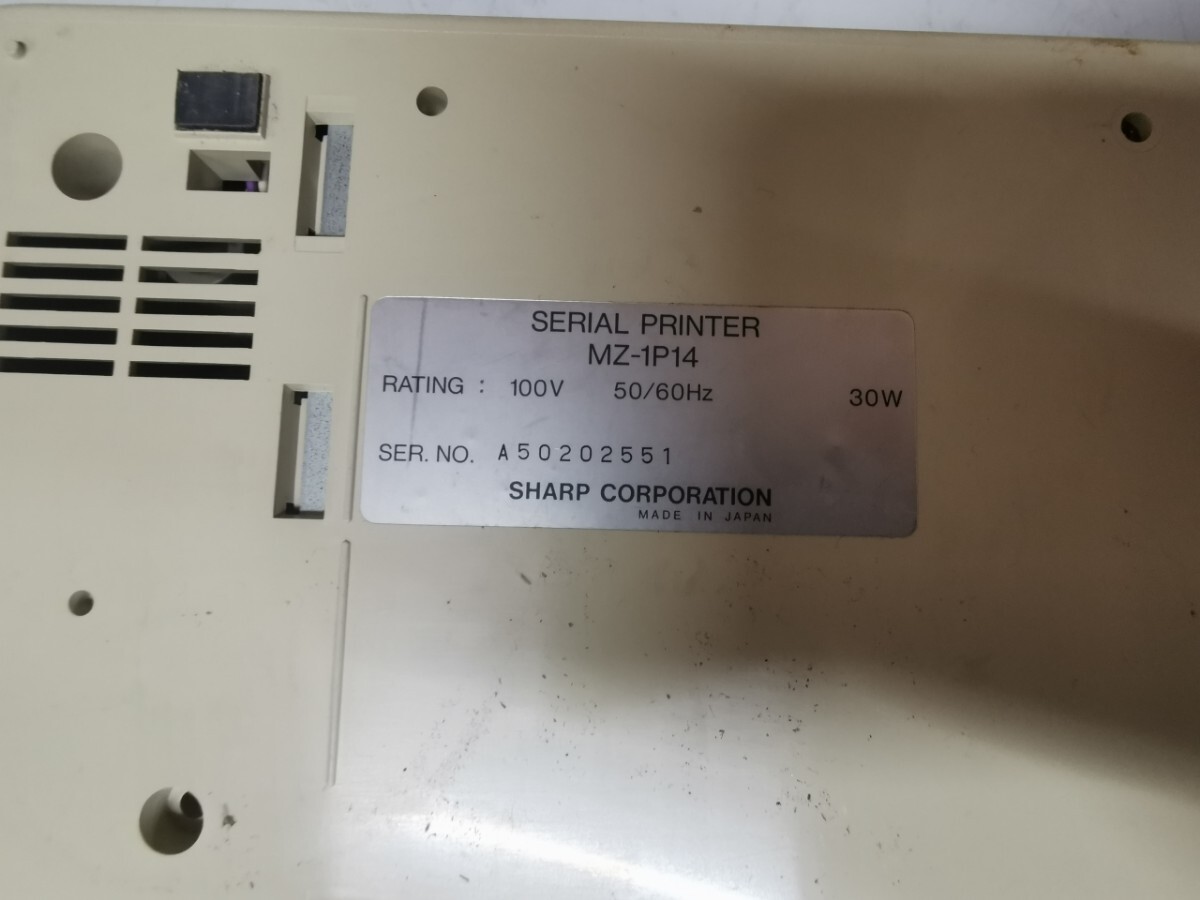 SERIAL PRINTER
MZ-1P14
RATING : 100V 50/60Hz 30W
SER. NO. A50202551
SHARP CORPORATION
MADE IN JAPAN